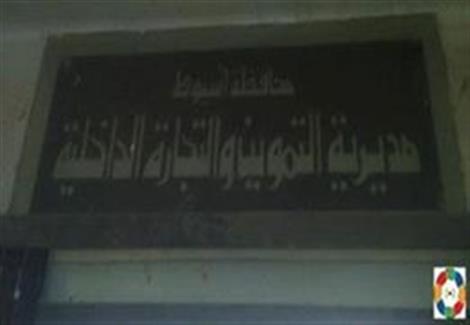 محافظة أسيوط
مديرية التموين والتجارة الداخلية